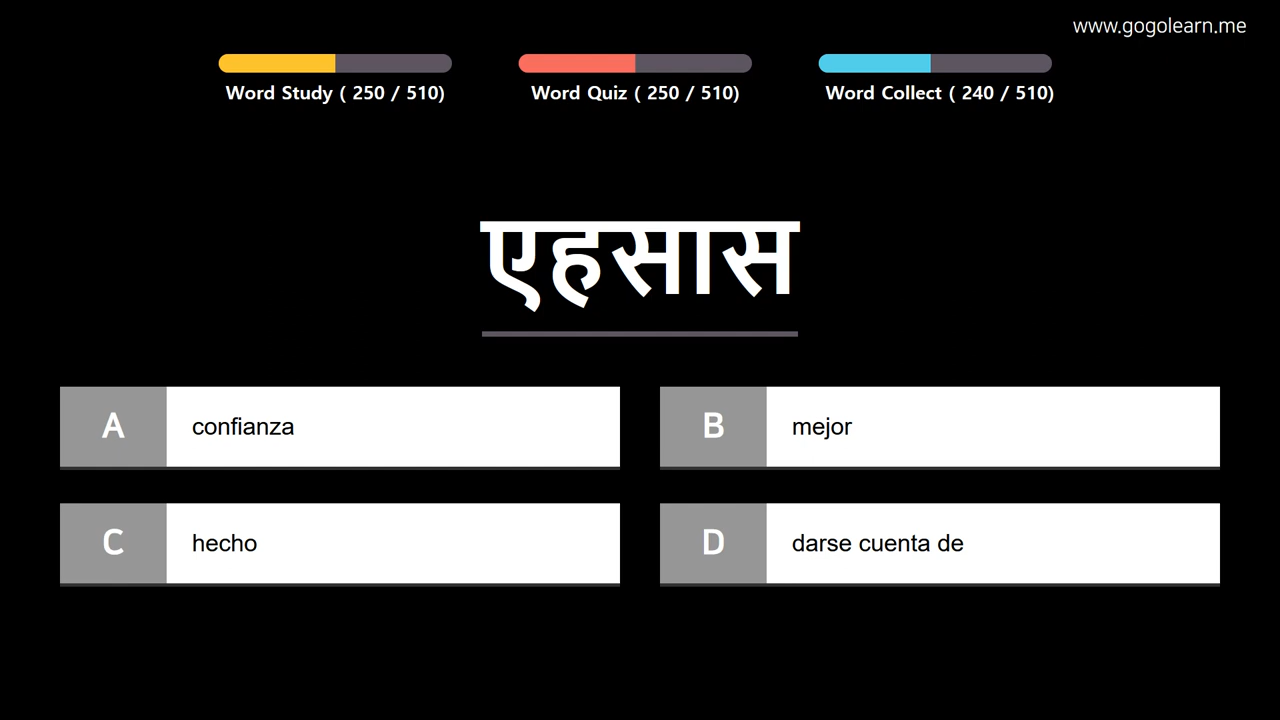 www.gogolearn.me
Word Study ( 250 / 510)
Word Quiz ( 250 / 510)
Word Collect ( 240 / 510)
एहसास
A confianza
B mejor
C hecho
D darse cuenta de